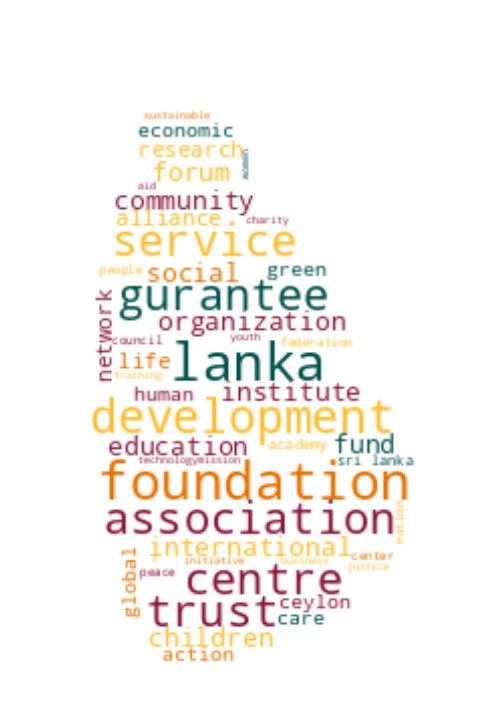 sustainable
economic
research
women
forum
aid
community
alliance.
charity
service
people
social
green
gurantee
network
organization
council
youth
federation
life
lanka
training
human
institute
development
education
academy
fund
technologymission
sri lanka
foundation
association
nation
international
center
global
initiative
business
justice
peace
centre
trust
ceylon
care
children
action